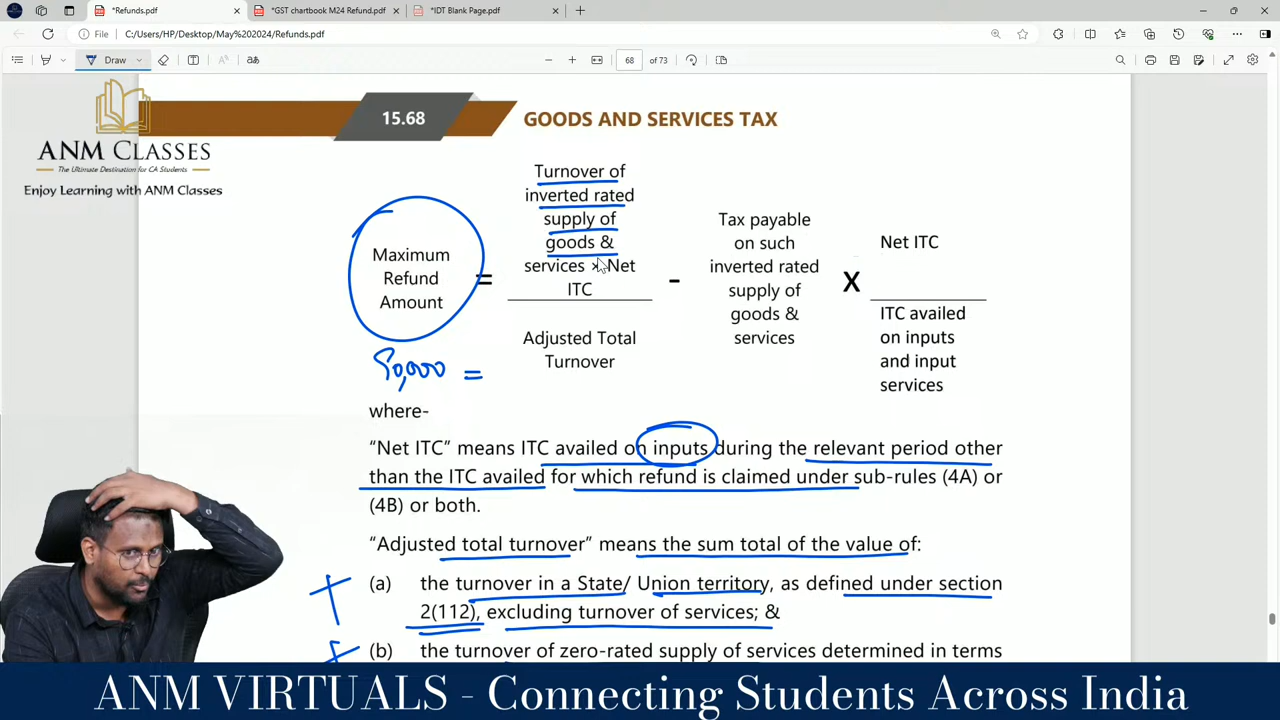 *Refunds.pdf
*GST chartbook M24 Refund.pdf
*IDT Blank Page.pdf
File
C:/Users/HP/Desktop/May%202024/Refunds.pdf
Draw
68 of 73
ANM CLASSES
The Ultimate Destination for CA Students
Enjoy Learning with ANM Classes
15.68
GOODS AND SERVICES TAX
Maximum
Refund
Amount
=
Turnover of
inverted rated
supply of
goods &
services × Net
ITC
Adjusted Total
Turnover
-
Tax payable
on such
inverted rated
supply of
goods &
services
X
Net ITC
ITC availed
on inputs
and input
services
90,000 =
where-
“Net ITC” means ITC availed on inputs during the relevant period other
than the ITC availed for which refund is claimed under sub-rules (4A) or
(4B) or both.
“Adjusted total turnover” means the sum total of the value of:
(a) the turnover in a State/ Union territory, as defined under section
2(112), excluding turnover of services; &
(b) the turnover of zero-rated supply of services determined in terms
ANM VIRTUALS - Connecting Students Across India